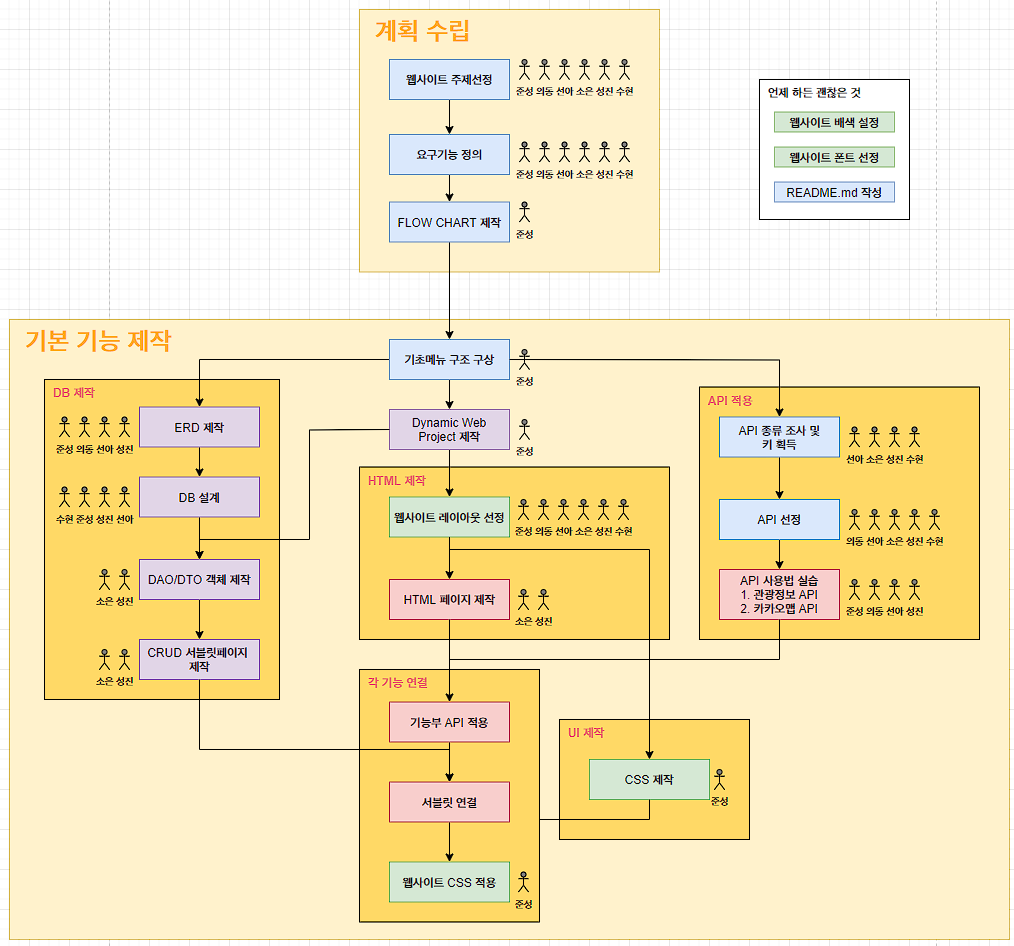 계획 수립
웹사이트 주제선정
준성 의동 선아 소은 성진 수현
요구기능 정의
준성 의동 선아 소은 성진 수현
FLOW CHART 제작
준성
언제 하든 괜찮은 것
웹사이트 배색 설정
웹사이트 폰트 선정
README.md 작성
기본 기능 제작
기초메뉴 구조 구상
준성
Dynamic Web
Project 제작
준성
DB 제작
ERD 제작
준성 의동 소은 성진
DB 설계
수현 준성 성진 선아
DAO/DTO 객체 제작
소은 성진
CRUD 서블릿페이지
제작
소은 성진
HTML 제작
웹사이트 레이아웃 선정
준성 의동 선아 소은 성진 수현
HTML 페이지 제작
소은 성진
API 적용
API 종류 조사 및
키 획득
선아 소은 성진 수현
API 선정
의동 선아 소은 성진 수현
API 사용법 실습
1. 관광정보 API
2. 카카오맵 API
준성 의동 선아 성진
각 기능 연결
기능부 API 적용
서블릿 연결
웹사이트 CSS 적용
준성
UI 제작
CSS 제작
준성